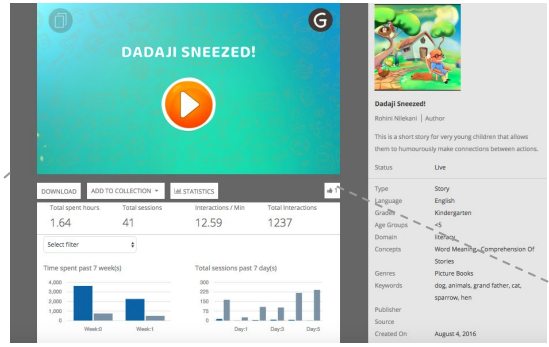 G
DADAJI SNEEZED!
DOWNLOAD ADD TO COLLECTION STATISTICS 1
Total spent hours Total sessions Interactions / Min Total Interactions
1.64 41 12.59 1237
Select filter
Time spent past 7 week(s)
4,000
3,000
2,000
1,000
0
Week:0 Week:1
Total sessions past 7 day(s)
300
225
150
75
0
Day:1 Day:3 Day:5
Dadaji Sneezed!
Rohini Nilekani | Author
This is a short story for very young children that allows
them to humourously make connections between actions.
Status Live
Type Story
Language English
Grades Kindergarten
Age Groups <5
Domain literacy
Concepts Word Meaning, Comprehension Of
Stories
Genres Picture Books
Keywords dog, animals, grand father, cat,
sparrow, hen
Publisher
Source
Created On August 4, 2016